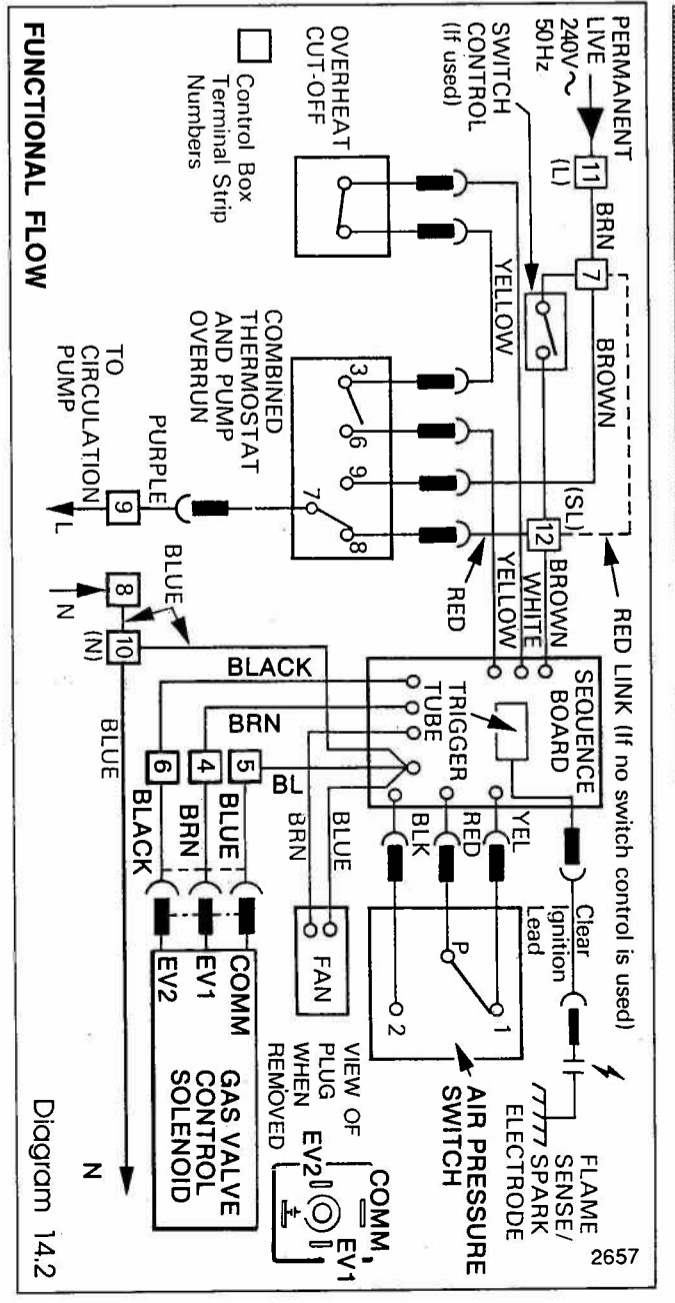 PERMANENT
LIVE
240V~
50Hz
11
(L)
BRN
7
BROWN
SWITCH
CONTROL
(If used)
(SL)
12
RED LINK (If no switch control is used)
OVERHEAT
CUT-OFF
YELLOW
Control Box
Terminal Strip
Numbers
COMBINED
THERMOSTAT
AND PUMP
OVERRUN
3
6
9
7
8
RED
BROWN
WHITE
YELLOW
PURPLE
9
L
TO
CIRCULATION
PUMP
8
N
BLUE
10
(N)
BLUE
SEQUENCE
BOARD
TRIGGER
TUBE
BLACK
BRN
BL
6
4
5
BLACK
BRN
BLUE
YEL
RED
BLK
BRN
BLUE
FAN
Clear
Ignition
Lead
P
1
2
AIR PRESSURE
SWITCH
FLAME
SENSE/
SPARK
ELECTRODE
COMM
EV1
EV2
GAS VALVE
CONTROL
SOLENOID
VIEW OF
PLUG
WHEN
REMOVED
COMM
EV2
EV1
N
2657
FUNCTIONAL FLOW
Diagram 14.2